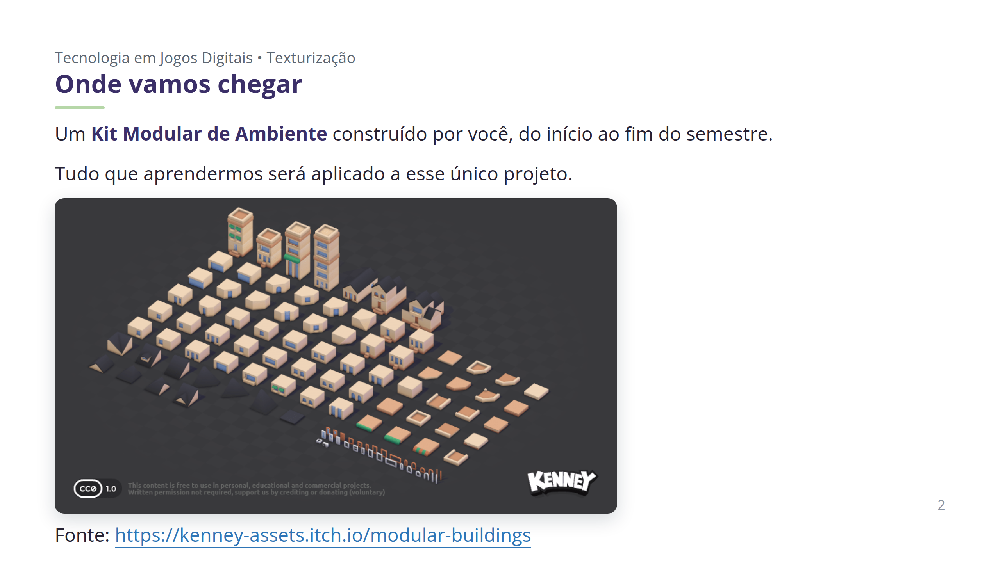 Tecnologia em Jogos Digitais • Texturização
Onde vamos chegar
Um Kit Modular de Ambiente construído por você, do início ao fim do semestre.
Tudo que aprendermos será aplicado a esse único projeto.
CC0 1.0
This content is free to use in personal, educational and commercial projects.
Written permission not required, support us by crediting or donating (voluntary)
KENNEY
2
Fonte: https://kenney-assets.itch.io/modular-buildings